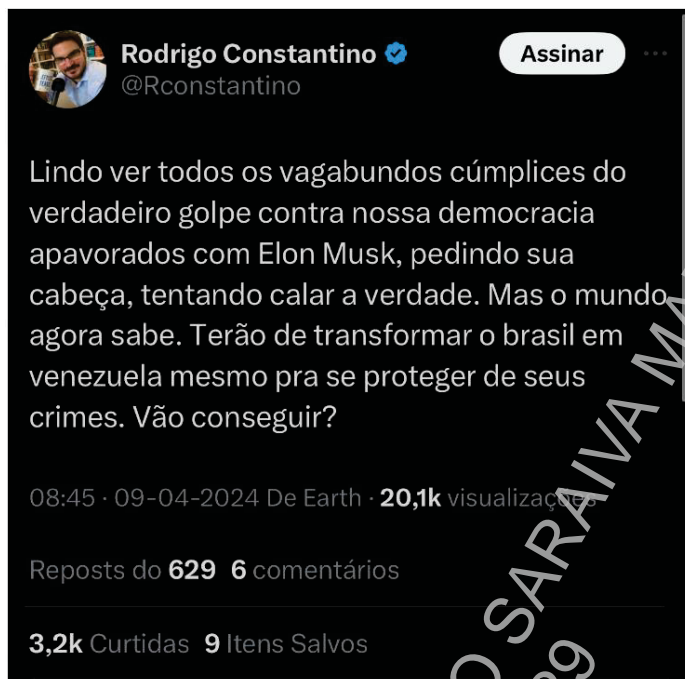 Rodrigo Constantino
Assinar
@Rconstantino
Lindo ver todos os vagabundos cúmplices do
verdadeiro golpe contra nossa democracia
apavorados com Elon Musk, pedindo sua
cabeça, tentando calar a verdade. Mas o mundo
agora sabe. Terão de transformar o brasil em
venezuela mesmo pra se proteger de seus
crimes. Vão conseguir?
08:45 · 09-04-2024 De Earth · 20,1k visualizações
Reposts do 629 6 comentários
3,2k Curtidas 9 Itens Salvos
SARAIVA